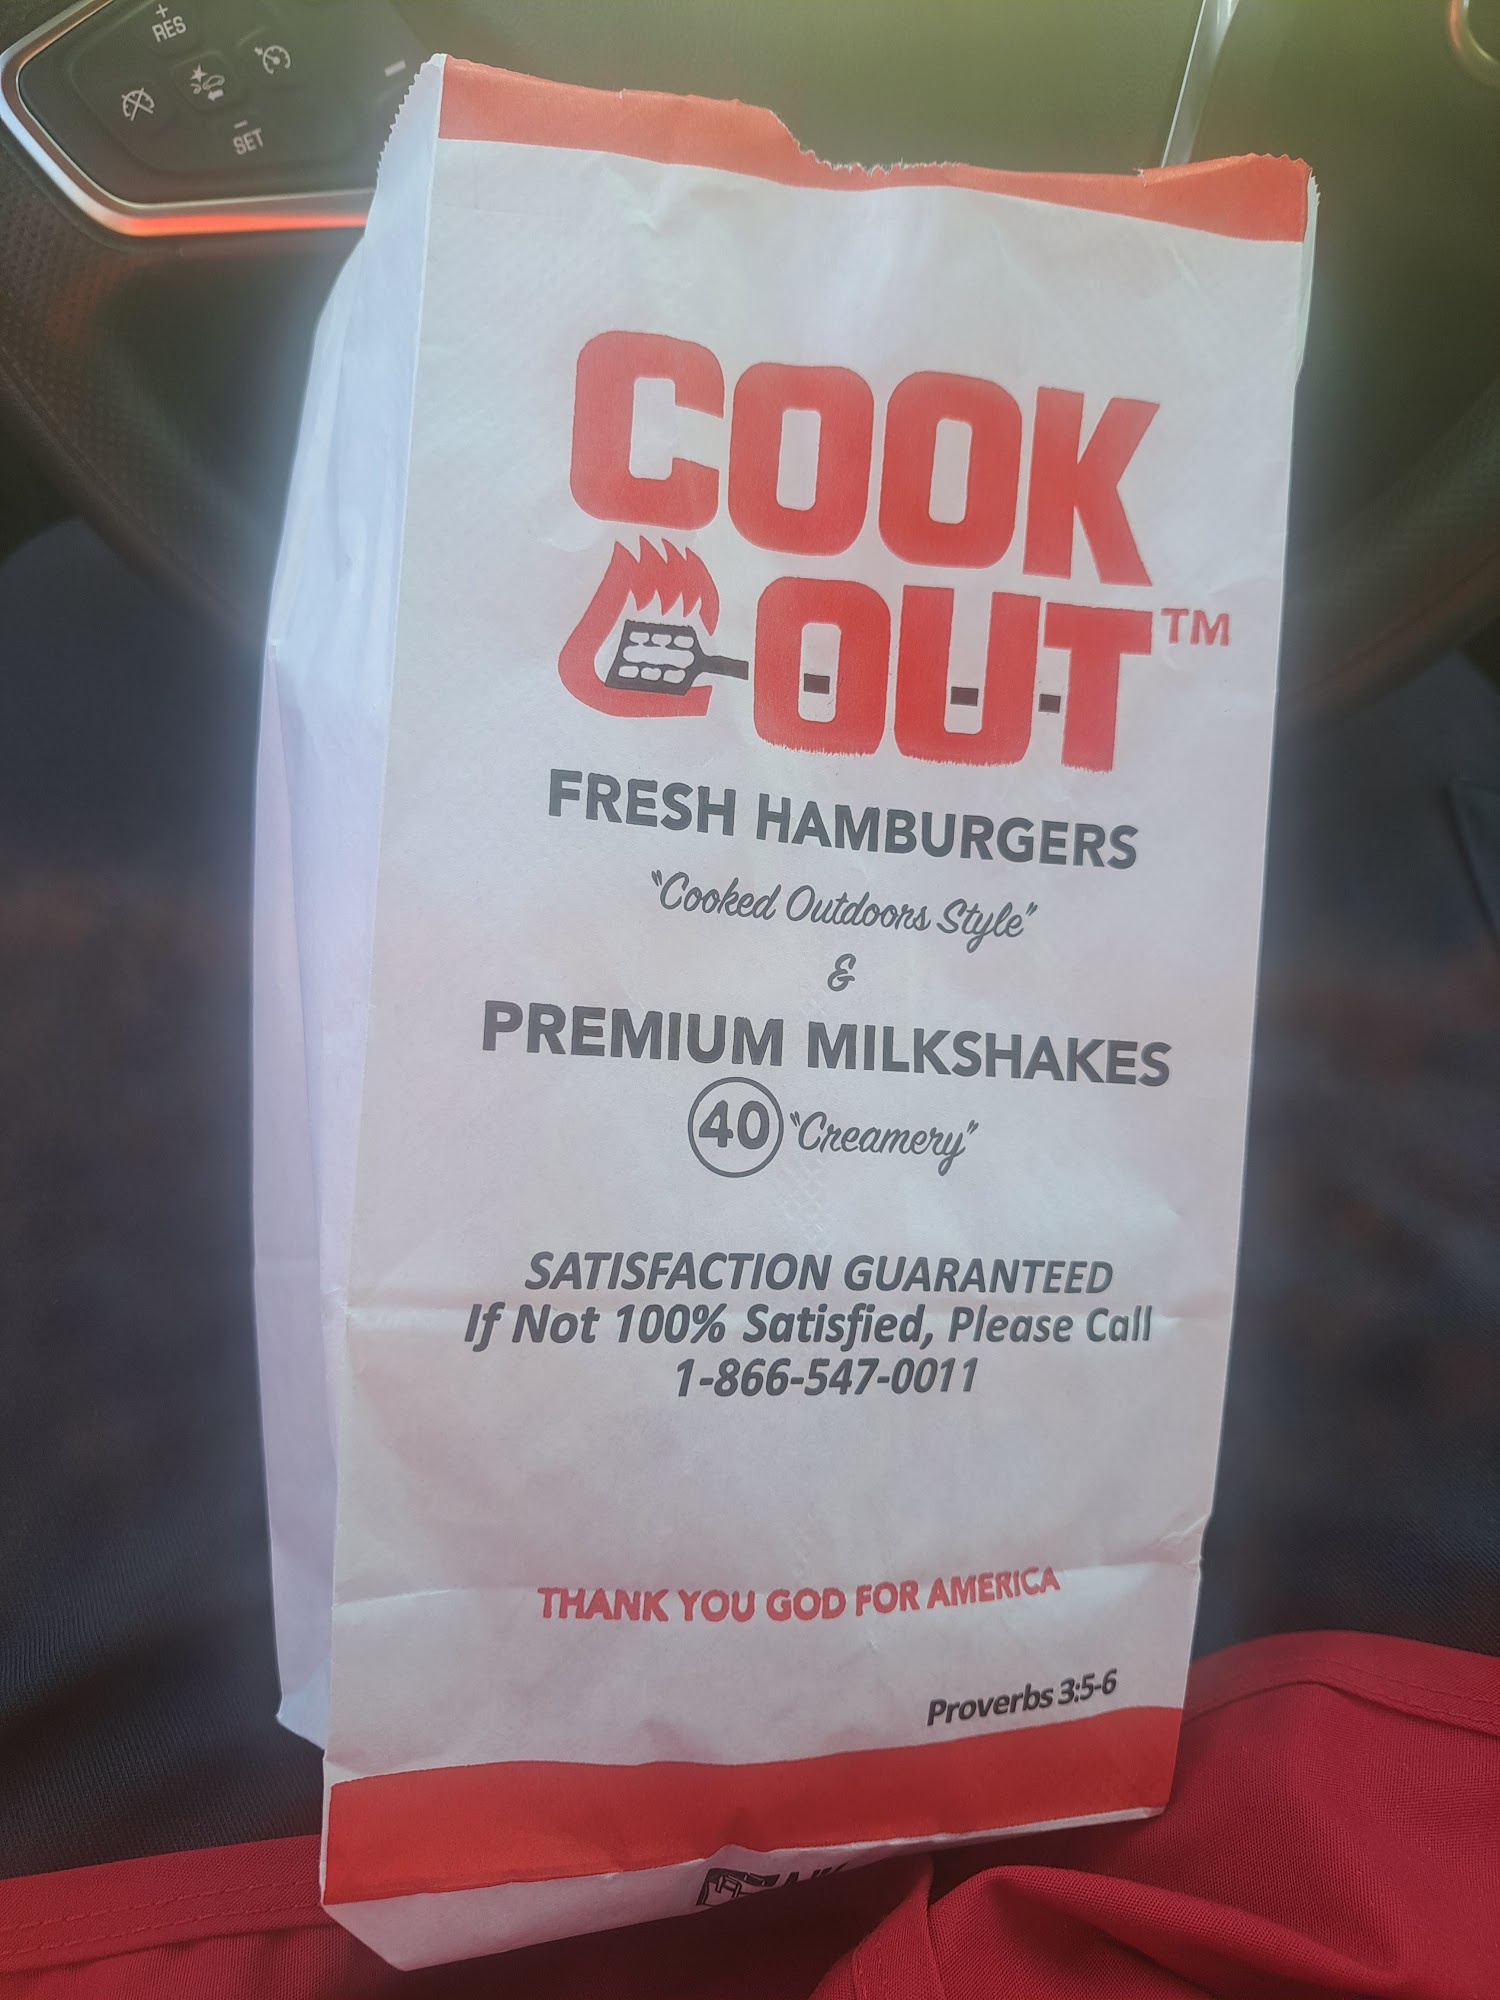 +
RES
–
SET
COOK
OUT™
FRESH HAMBURGERS
"Cooked Outdoors Style"
&
PREMIUM MILKSHAKES
40 "Creamery"
SATISFACTION GUARANTEED
If Not 100% Satisfied, Please Call
1-866-547-0011
THANK YOU GOD FOR AMERICA
Proverbs 3:5-6